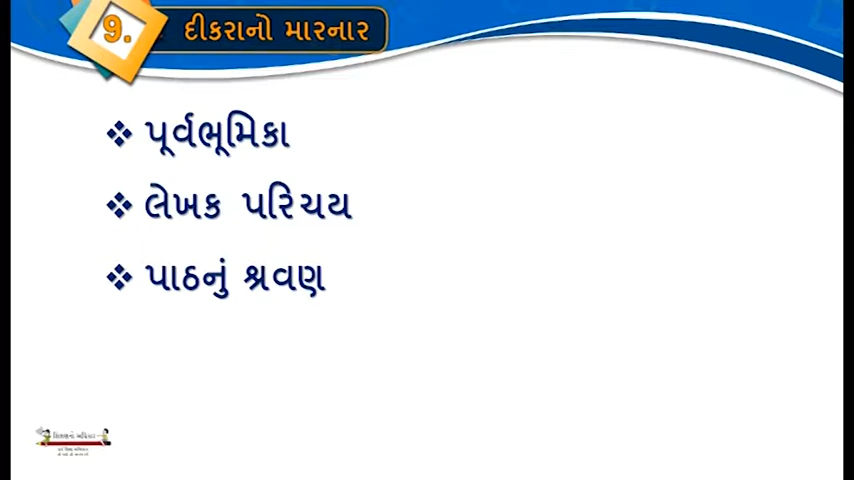 9. દીકરાનો મારનાર
❖ પૂર્વભૂમિકા
❖ લેખક પરિચય
❖ પાઠનું શ્રવણ